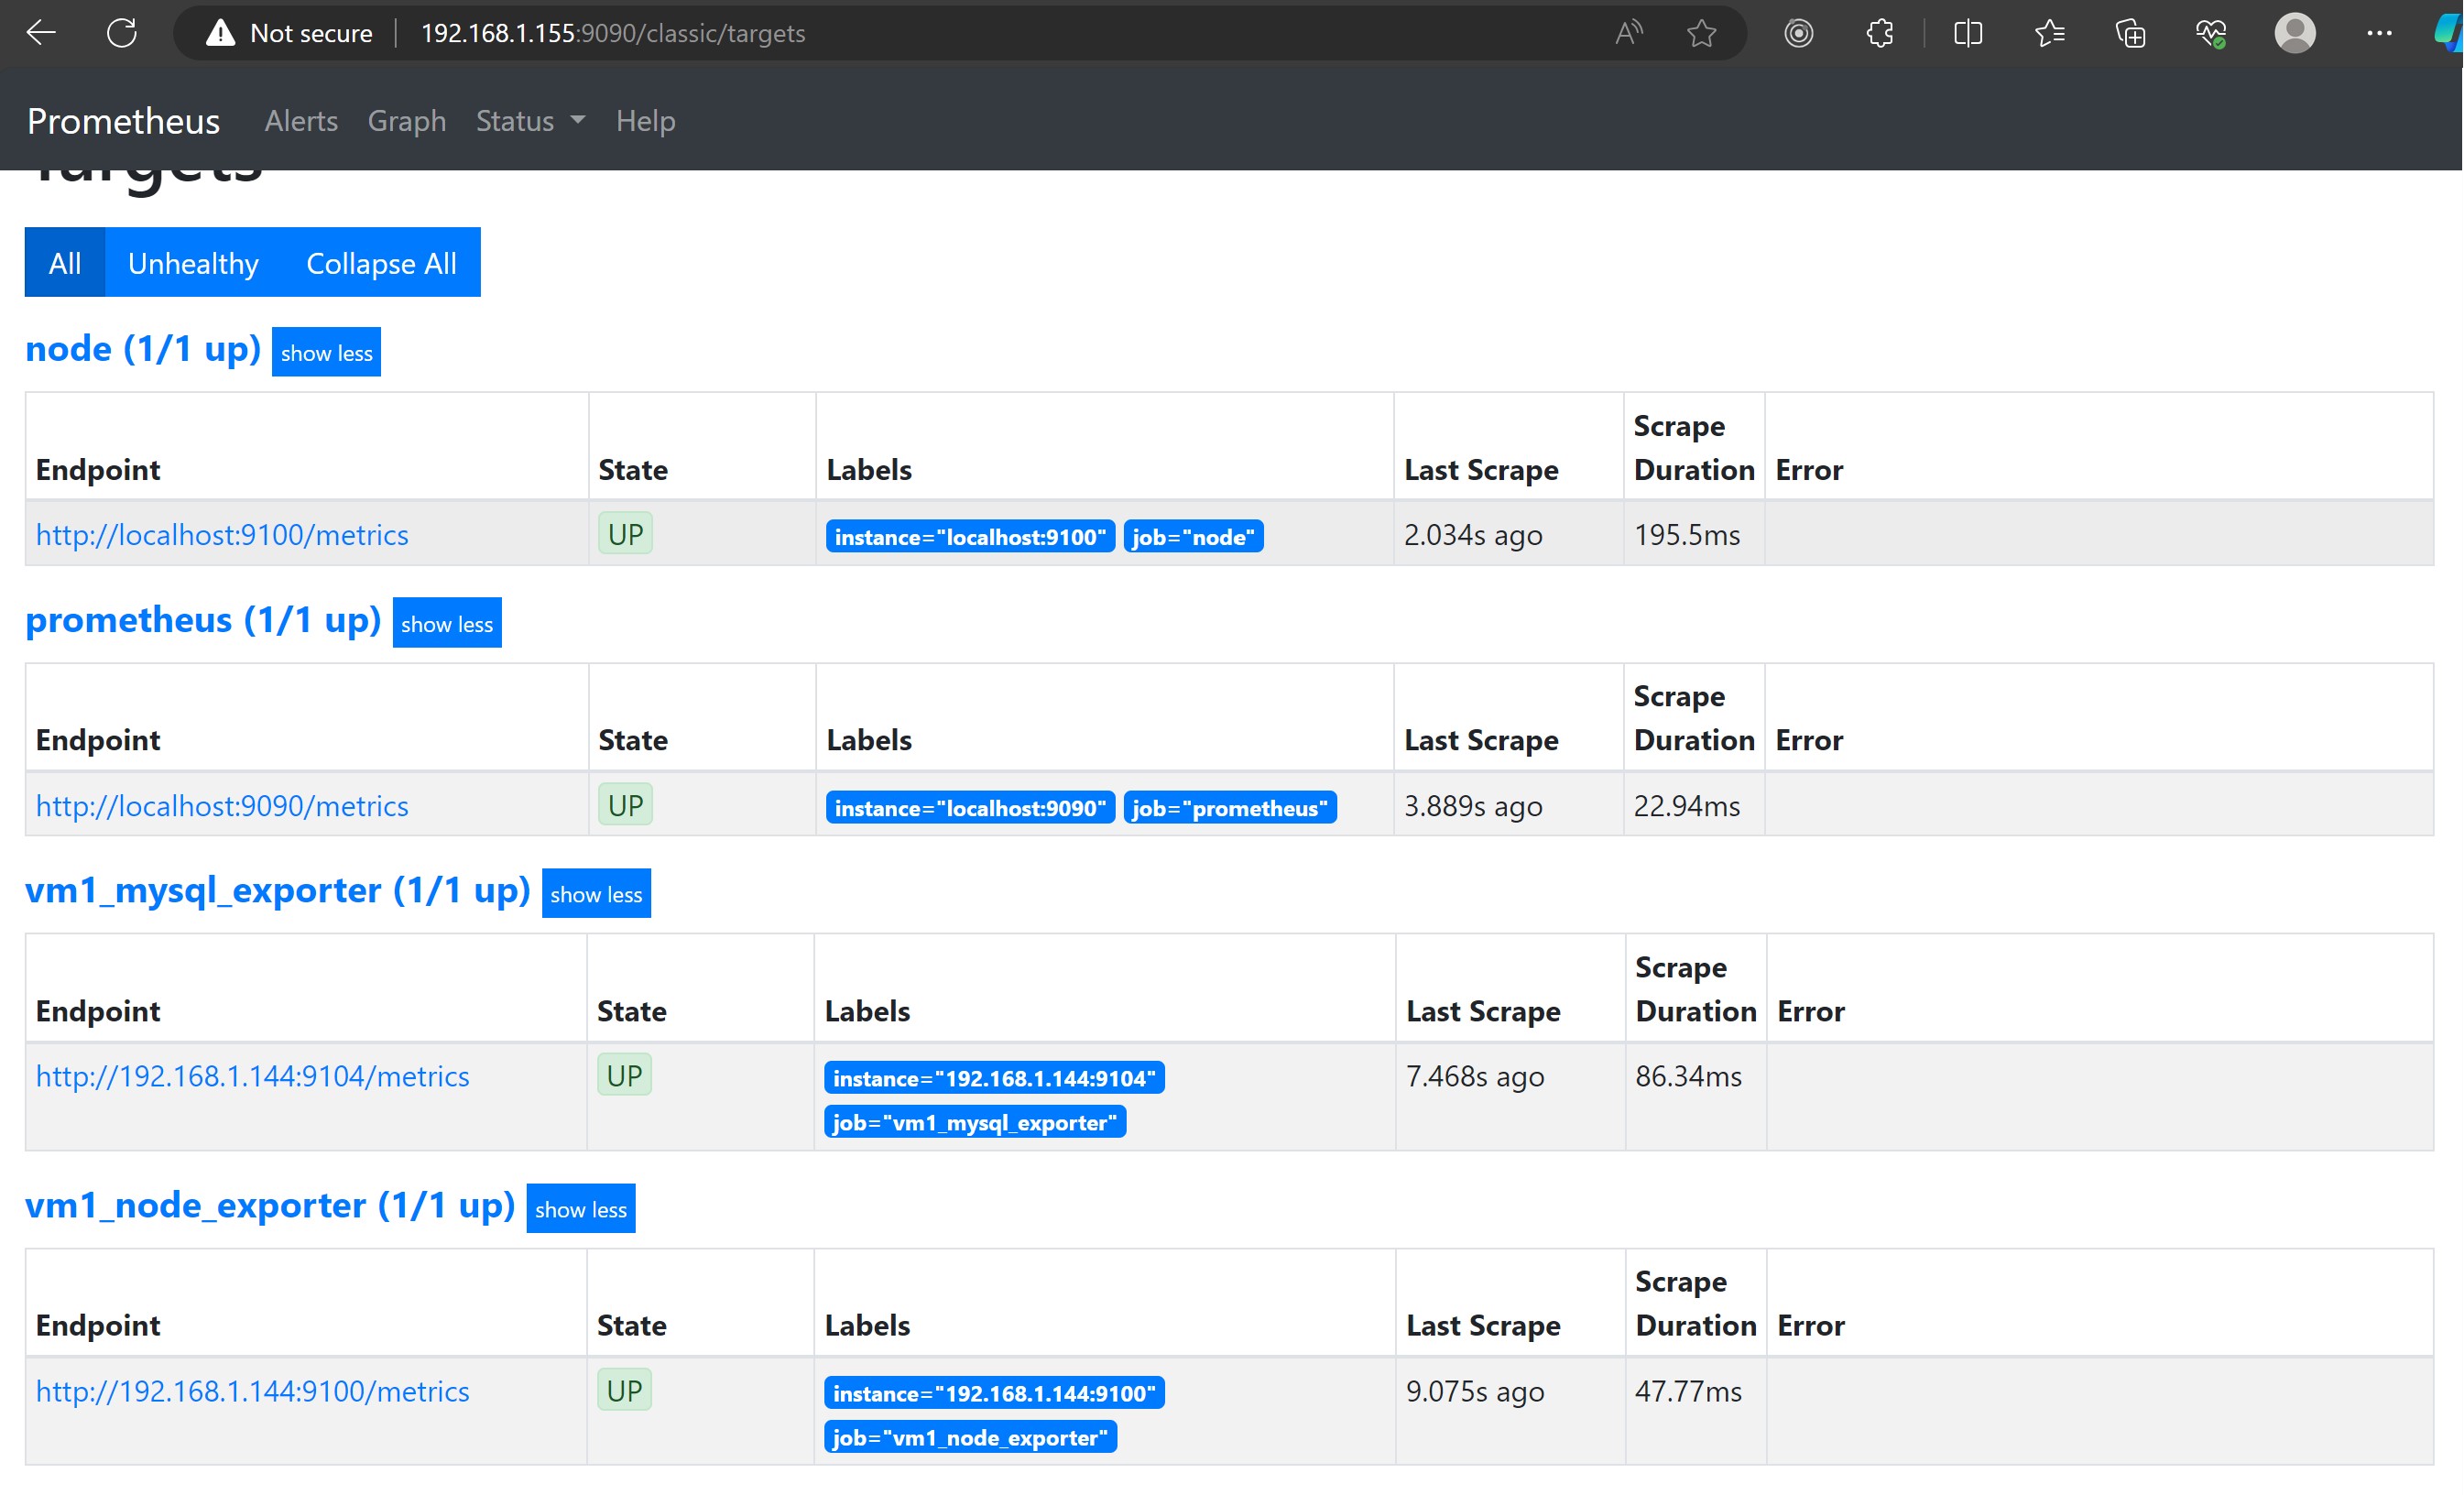 Not secure 192.168.1.155:9090/classic/targets
Prometheus Alerts Graph Status Help
Targets
All Unhealthy Collapse All
node (1/1 up) show less
Endpoint State Labels Last Scrape Scrape Duration Error
http://localhost:9100/metrics UP instance="localhost:9100" job="node" 2.034s ago 195.5ms
prometheus (1/1 up) show less
Endpoint State Labels Last Scrape Scrape Duration Error
http://localhost:9090/metrics UP instance="localhost:9090" job="prometheus" 3.889s ago 22.94ms
vm1_mysql_exporter (1/1 up) show less
Endpoint State Labels Last Scrape Scrape Duration Error
http://192.168.1.144:9104/metrics UP instance="192.168.1.144:9104" 7.468s ago 86.34ms
job="vm1_mysql_exporter"
vm1_node_exporter (1/1 up) show less
Endpoint State Labels Last Scrape Scrape Duration Error
http://192.168.1.144:9100/metrics UP instance="192.168.1.144:9100" 9.075s ago 47.77ms
job="vm1_node_exporter"